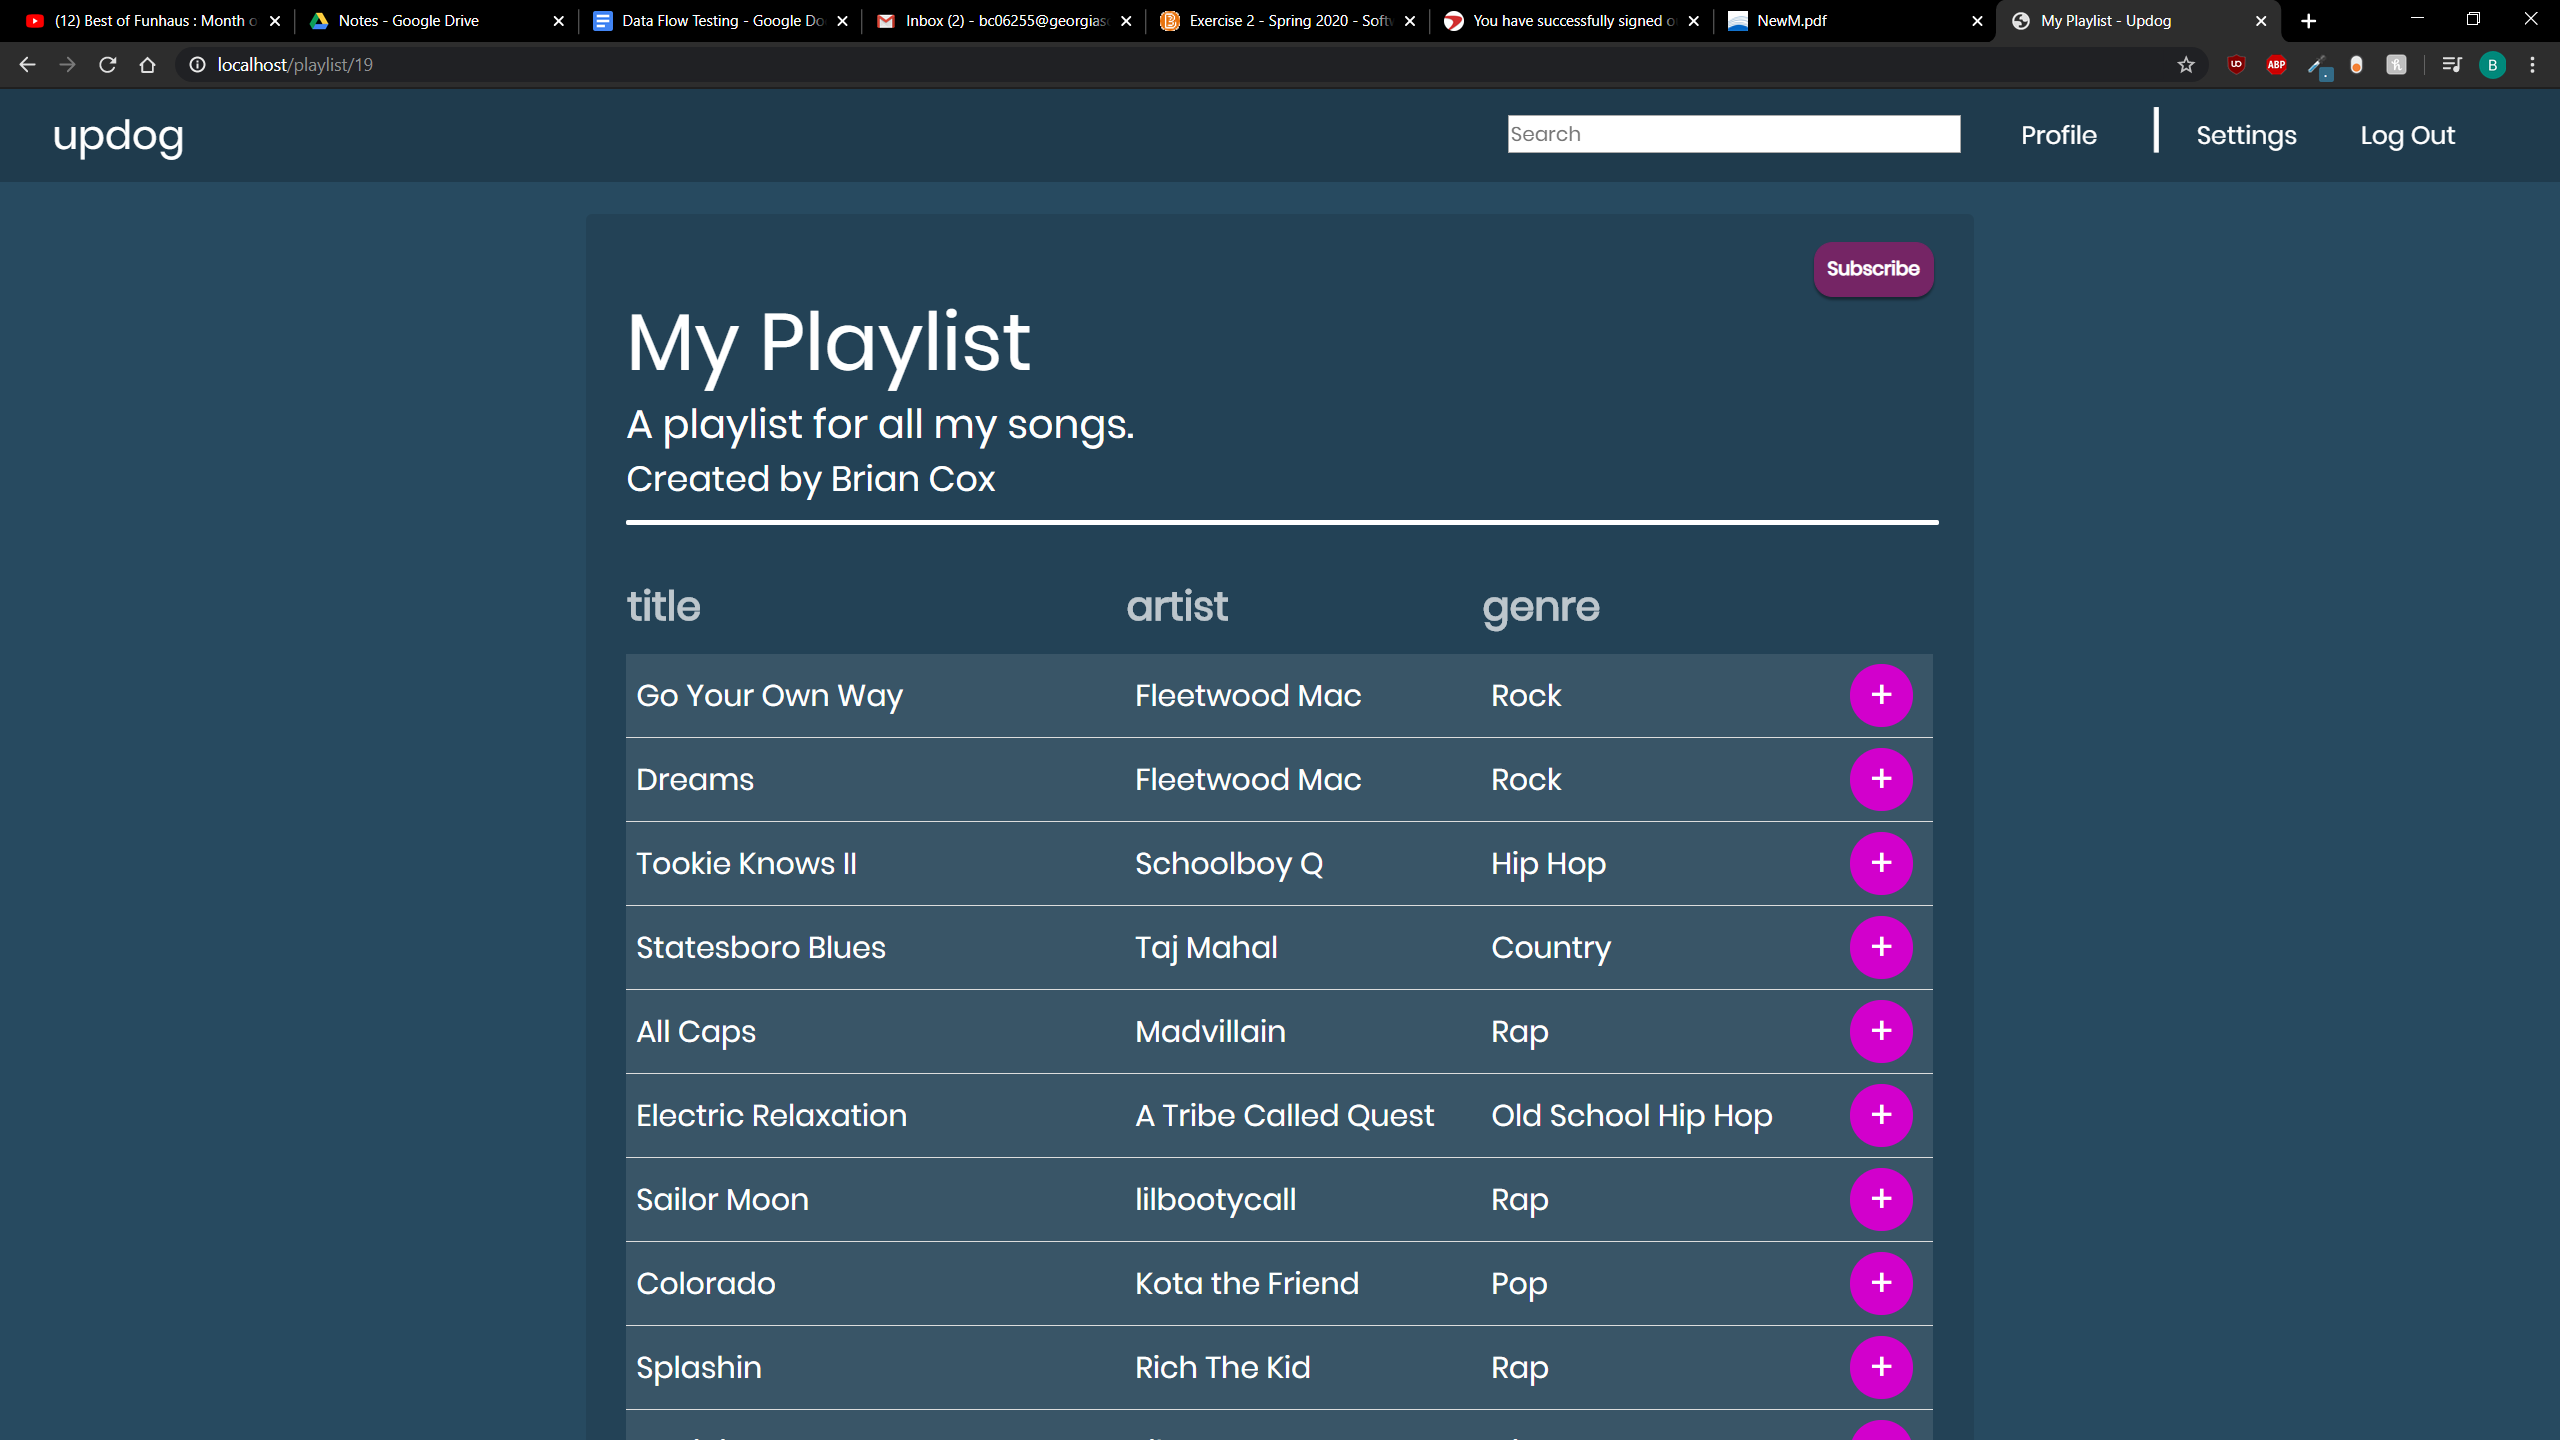 (12) Best of Funhaus : Month o
Notes - Google Drive
Data Flow Testing - Google Do
Inbox (2) - bc06255@georgiaso
Exercise 2 - Spring 2020 - Softw
You have successfully signed o
NewM.pdf
My Playlist - Updog
localhost/playlist/19
ABP
B
updog
Search
Profile
Settings
Log Out
Subscribe
My Playlist
A playlist for all my songs.
Created by Brian Cox
title artist genre
Go Your Own Way Fleetwood Mac Rock +
Dreams Fleetwood Mac Rock +
Tookie Knows II Schoolboy Q Hip Hop +
Statesboro Blues Taj Mahal Country +
All Caps Madvillain Rap +
Electric Relaxation A Tribe Called Quest Old School Hip Hop +
Sailor Moon lilbootycall Rap +
Colorado Kota the Friend Pop +
Splashin Rich The Kid Rap +